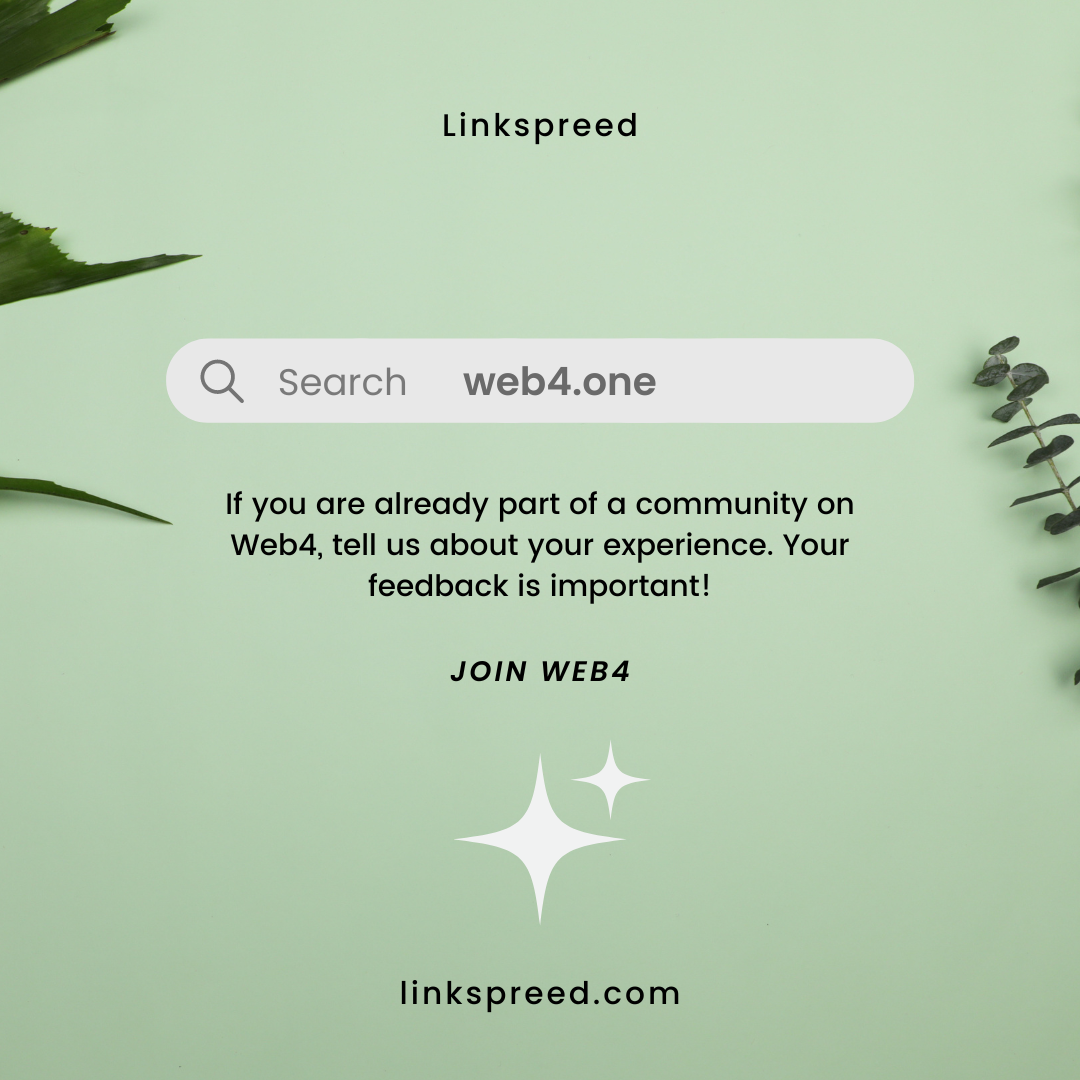 Linkspreed
Search web4.one
If you are already part of a community on
Web4, tell us about your experience. Your
feedback is important!
JOIN WEB4
linkspreed.com